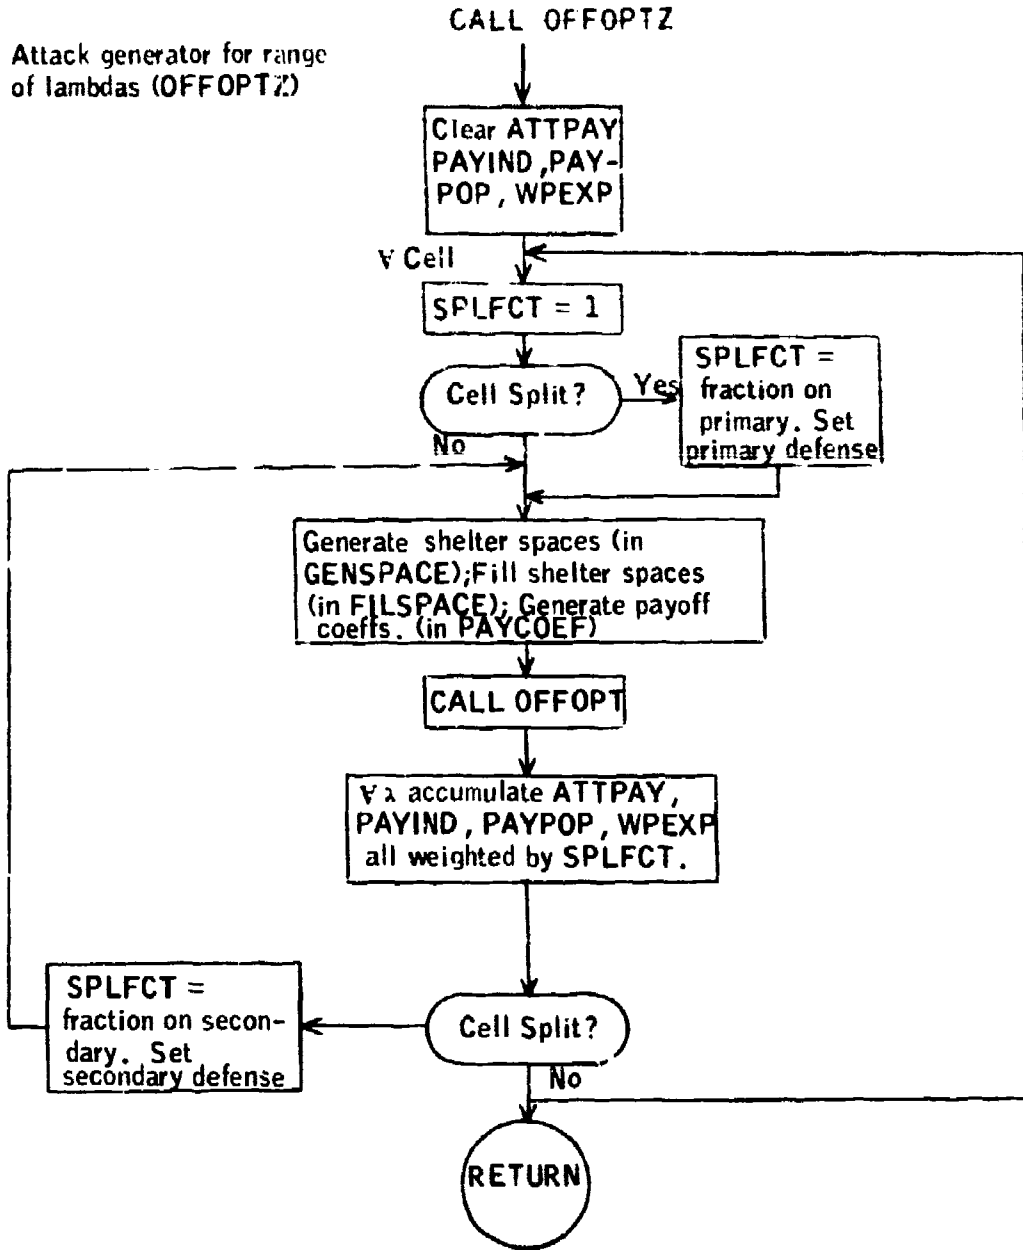 CALL OFFOPTZ
Attack generator for range
of lambdas (OFFOPTZ)
Clear ATTPAY
PAYIND, PAY-
POP, WPEXP
∀ Cell
SPLFCT = 1
Cell Split?
Yes
SPLFCT =
fraction on
primary. Set
primary defense
No
Generate shelter spaces (in
GENSPACE);Fill shelter spaces
(in FILSPACE); Generate payoff
coeffs. (in PAYCOEF)
CALL OFFOPT
∀ λ accumulate ATTPAY,
PAYIND, PAYPOP, WPEXP
all weighted by SPLFCT.
SPLFCT =
fraction on secon-
dary. Set
secondary defense
Cell Split?
No
RETURN